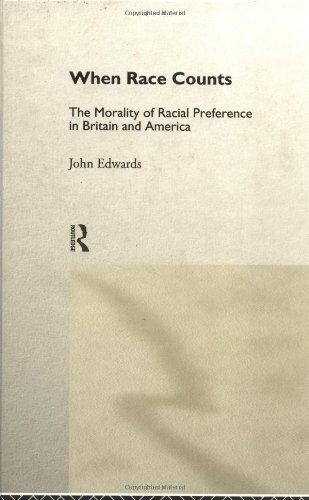 When Race Counts
The Morality of Racial Preference
in Britain and America
John Edwards
ROUTLEDGE